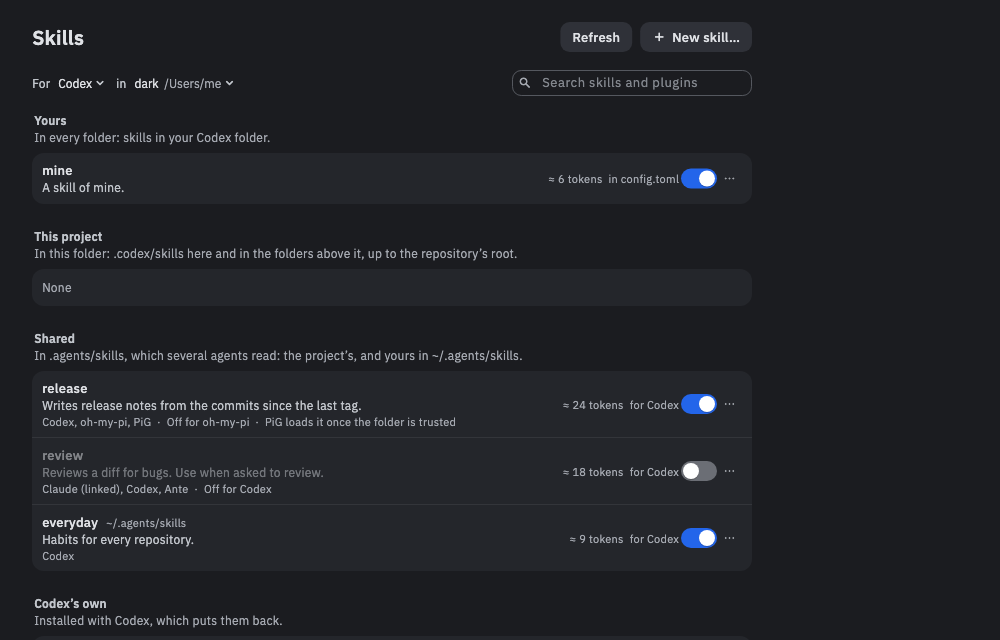 Skills
Refresh
+ New skill...
For Codex in dark /Users/me
Search skills and plugins
Yours
In every folder: skills in your Codex folder.
mine
A skill of mine.
≈ 6 tokens in config.toml
This project
In this folder: .codex/skills here and in the folders above it, up to the repository’s root.
None
Shared
In .agents/skills, which several agents read: the project’s, and yours in ~/.agents/skills.
release
Writes release notes from the commits since the last tag.
Codex, oh-my-pi, PiG · Off for oh-my-pi · PiG loads it once the folder is trusted
≈ 24 tokens for Codex
review
Reviews a diff for bugs. Use when asked to review.
Claude (linked), Codex, Ante · Off for Codex
≈ 18 tokens for Codex
everyday ~/.agents/skills
Habits for every repository.
Codex
≈ 9 tokens for Codex
Codex’s own
Installed with Codex, which puts them back.